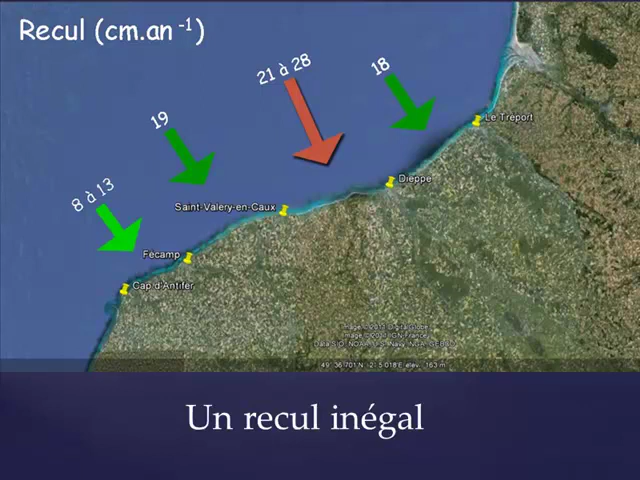 Recul (cm.an⁻¹)
21 à 28
18
19
8 à 13
Le Tréport
Dieppe
Saint-Valery-en-Caux
Fécamp
Cap d'Antifer
Un recul inégal